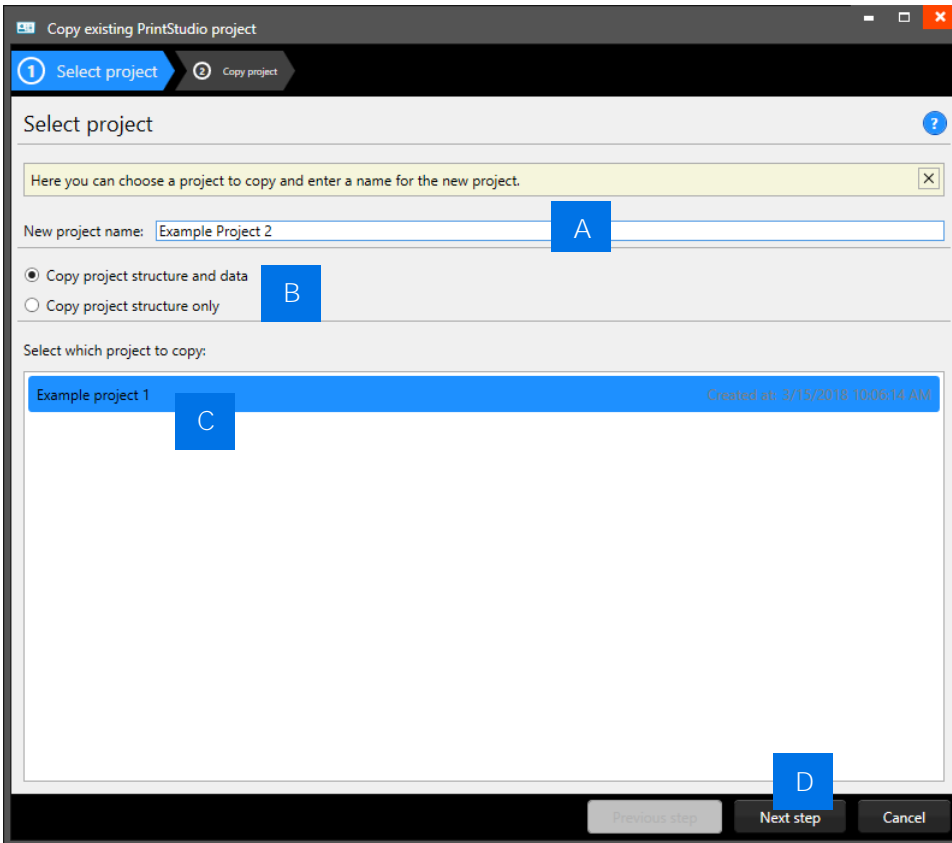 Copy existing PrintStudio project
1 Select project 2 Copy project
Select project ?
Here you can choose a project to copy and enter a name for the new project.
A
New project name: Example Project 2
Copy project structure and data
B
Copy project structure only
Select which project to copy:
Example project 1 Created at: 3/15/2018 10:06:14 AM
C
D
Previous step Next step Cancel